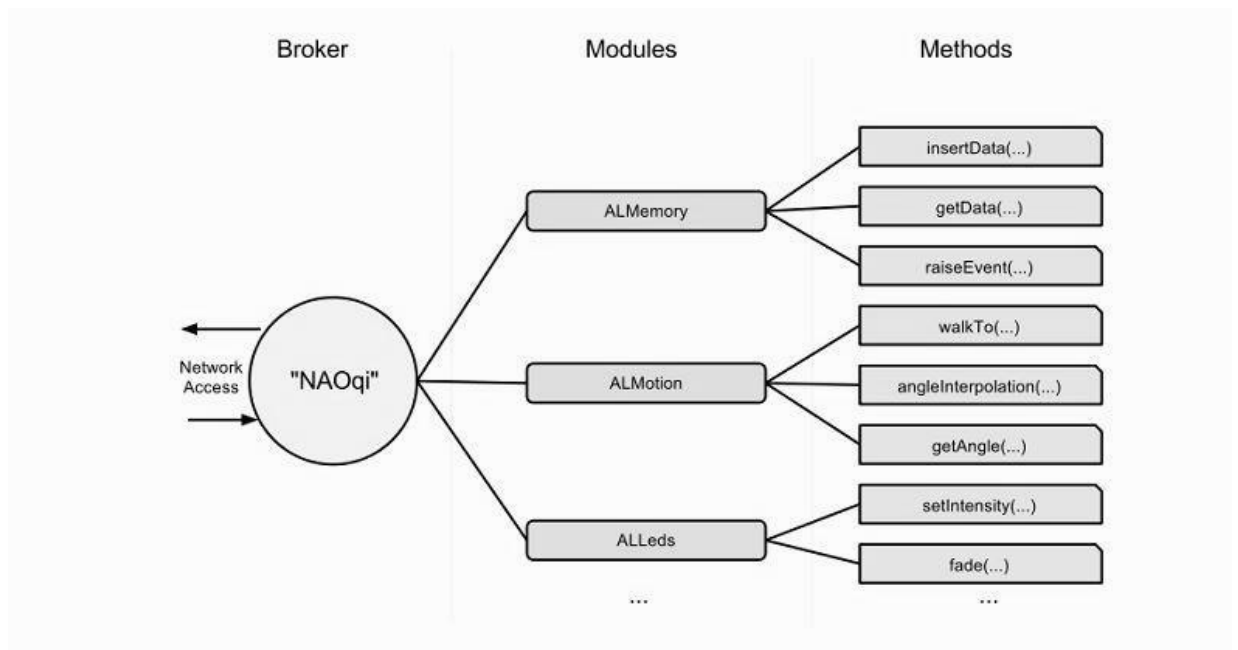 Broker
Modules
Methods
insertData(...)
ALMemory
getData(...)
raiseEvent(...)
walkTo(...)
Network
Access
"NAOqi"
ALMotion
angleInterpolation(...)
getAngle(...)
setIntensity(...)
ALLeds
fade(...)
...
...